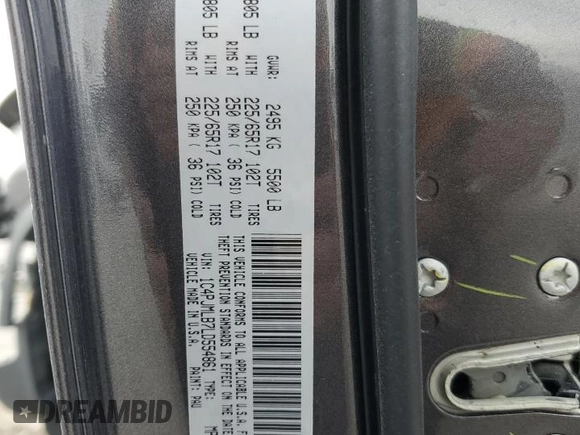 GVWR: 2495 KG 5500 LB
805 LB WITH 225/65R17 102T TIRES
RIMS AT 250 KPA ( 36 PSI) COLD
805 LB WITH 225/65R17 102T TIRES
RIMS AT 250 KPA ( 36 PSI) COLD
THIS VEHICLE CONFORMS TO ALL APPLICABLE U.S.A. F
THEFT PREVENTION STANDARDS IN EFFECT ON THE DATE
VIN: 1C4PJMLB7LD554861 TYPE: MP
VEHICLE MADE IN U.S.A. PAINT: PAU
DREAMBID